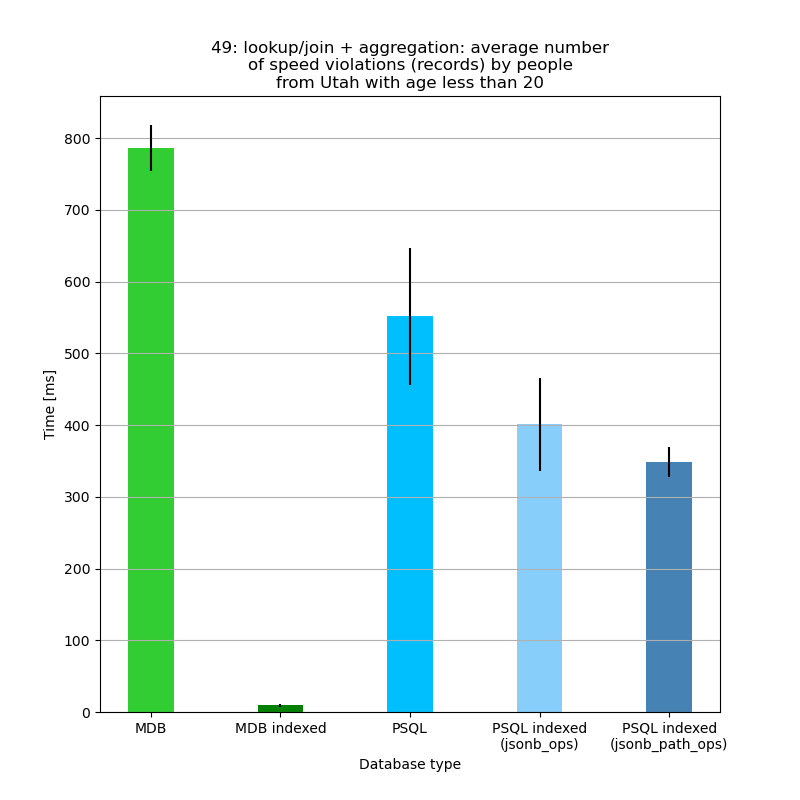 49: lookup/join + aggregation: average number
of speed violations (records) by people
from Utah with age less than 20
800
700
600
500
400
300
200
100
0
Time [ms]
MDB
MDB indexed
PSQL
PSQL indexed
(jsonb_ops)
PSQL indexed
(jsonb_path_ops)
Database type